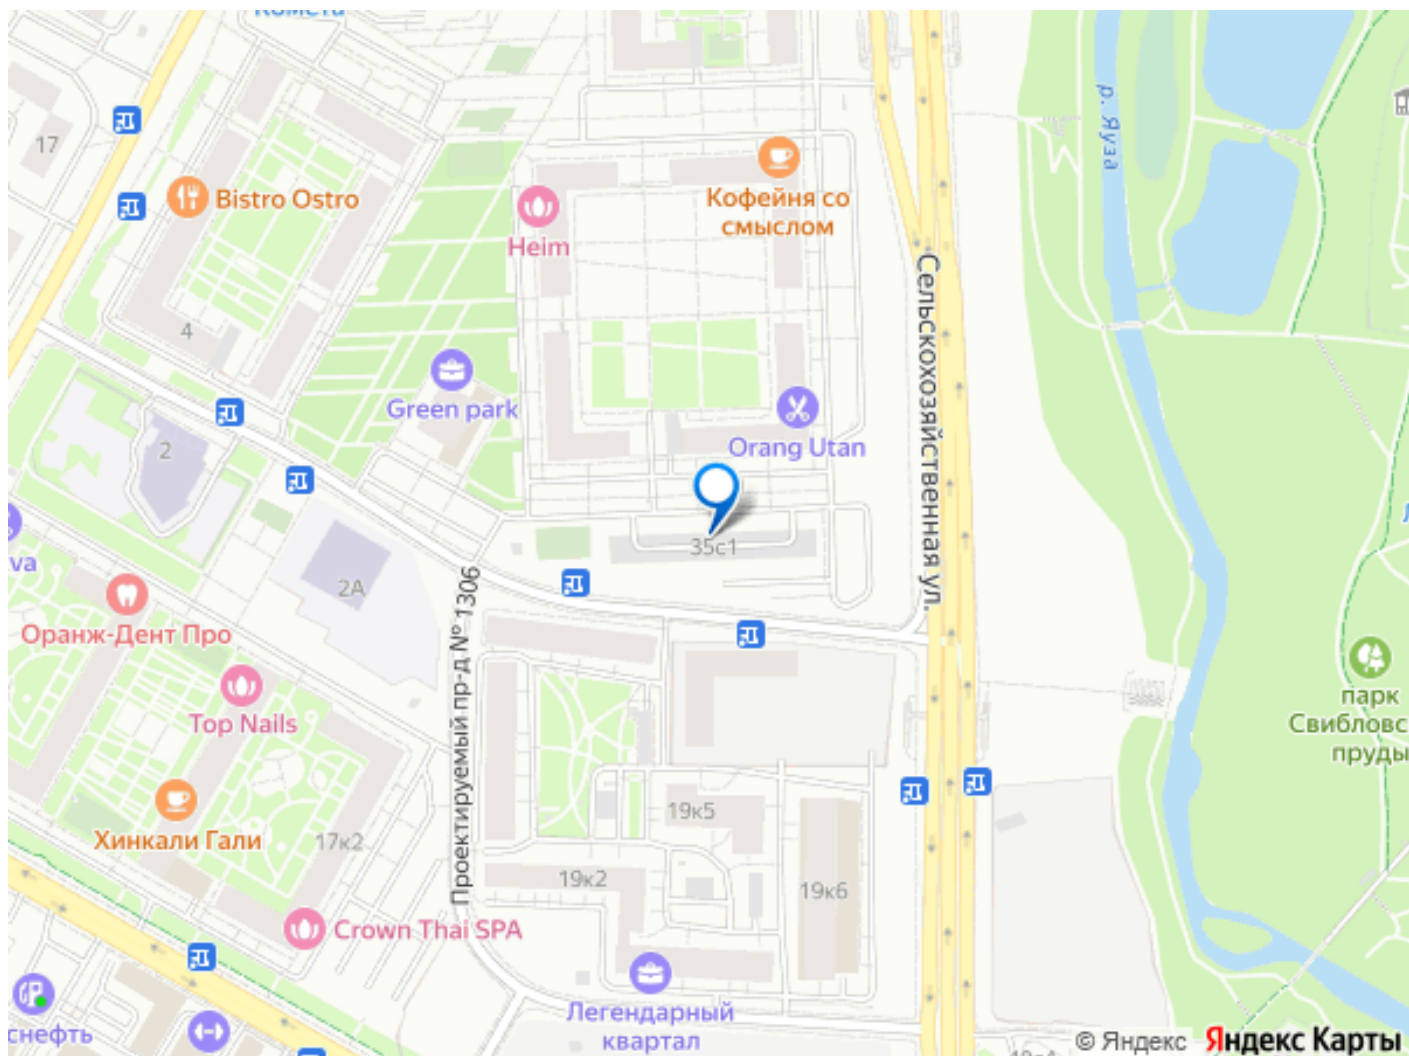 Комета
17
Bistro Ostro
4
Heim
Кофейня со
смыслом
р. Яуза
Green park
Orang Utan
Сельскохозяйственная ул.
2
2А
35с1
va
Оранж-Дент Про
Проектируемый пр-д № 1306
Top Nails
парк
Свибловс
пруды
Хинкали Гали
17к2
19к5
19к2
19к6
Crown Thai SPA
Легендарный
квартал
снефть
© Яндекс Яндекс Карты